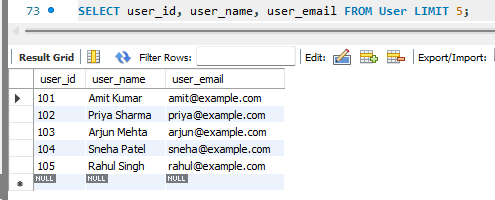 73 SELECT user_id, user_name, user_email FROM User LIMIT 5;
Result Grid Filter Rows: Edit: Export/Import:
user_id user_name user_email
101 Amit Kumar amit@example.com
102 Priya Sharma priya@example.com
103 Arjun Mehta arjun@example.com
104 Sneha Patel sneha@example.com
105 Rahul Singh rahul@example.com
NULL NULL NULL